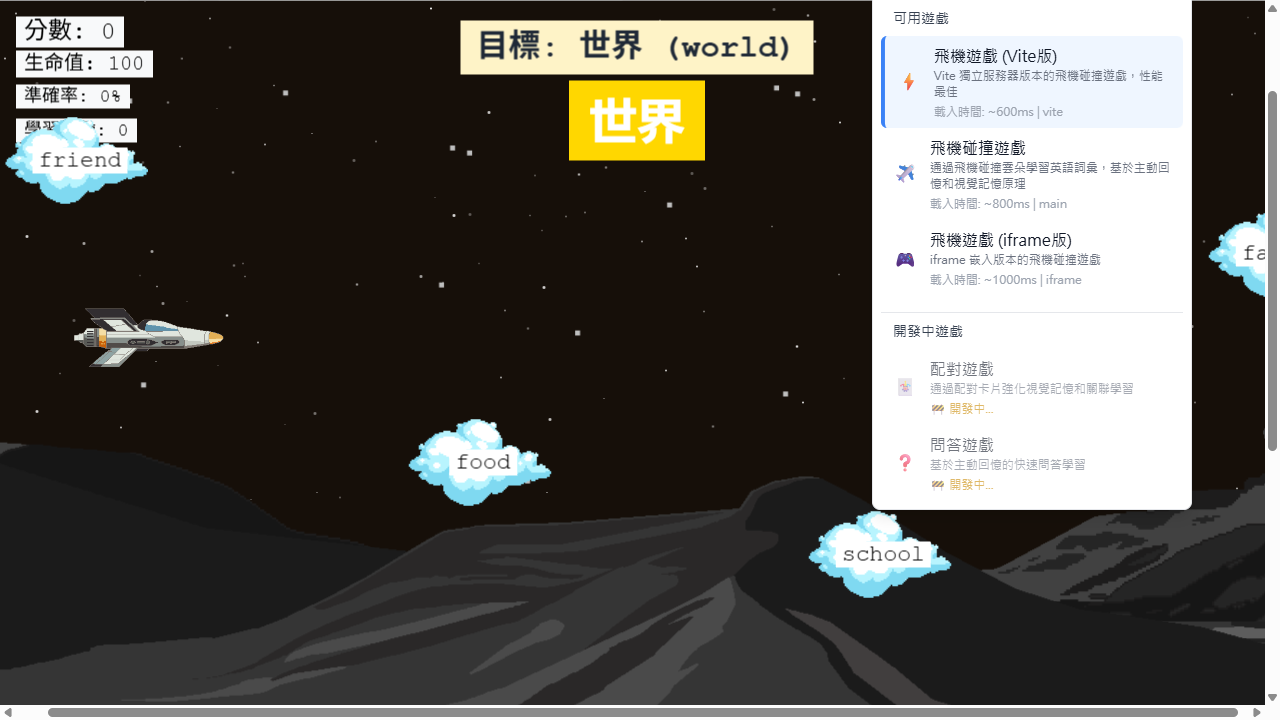 分數: 0
生命值: 100
準確率: 0%
: 0
friend
目標: 世界 (world)
世界
food
school
可用遊戲
飛機遊戲 (Vite版)
Vite 獨立服務器版本的飛機碰撞遊戲，性能
最佳
載入時間: ~600ms | vite
飛機碰撞遊戲
通過飛機碰撞雲朵學習英語詞彙，基於主動回
憶和視覺記憶原理
載入時間: ~800ms | main
飛機遊戲 (iframe版)
iframe 嵌入版本的飛機碰撞遊戲
載入時間: ~1000ms | iframe
開發中遊戲
配對遊戲
通過配對卡片強化視覺記憶和關聯學習
🚧 開發中...
問答遊戲
基於主動回憶的快速問答學習
🚧 開發中...
fa